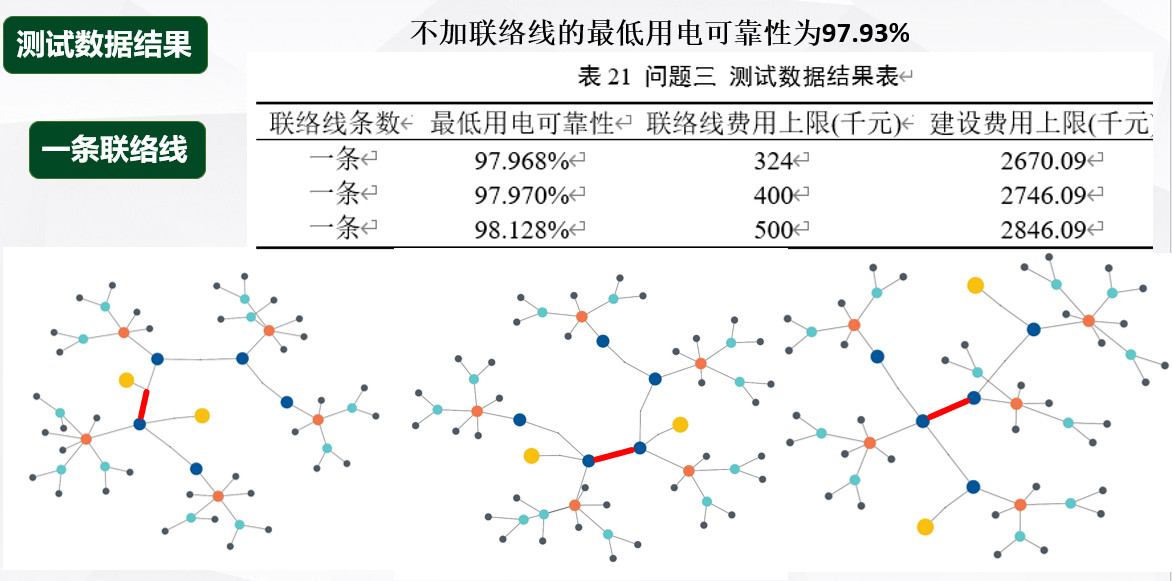 测试数据结果
不加联络线的最低用电可靠性为97.93%
表 21 问题三 测试数据结果表↵
一条联络线
联络线条数↵ 最低用电可靠性↵ 联络线费用上限(千元)↵ 建设费用上限(千元)
一条↵ 97.968%↵ 324↵ 2670.09↵
一条↵ 97.970%↵ 400↵ 2746.09↵
一条↵ 98.128%↵ 500↵ 2846.09↵